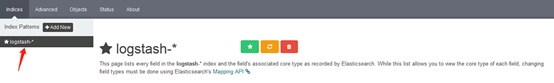 Indices Advanced Objects Status About
Index Patterns Add New
logstash-*
logstash-*
This page lists every field in the logstash-* index and the field's associated core type as recorded by Elasticsearch. While this list allows you to view the core type of each field, changing
field types must be done using Elasticsearch's Mapping API